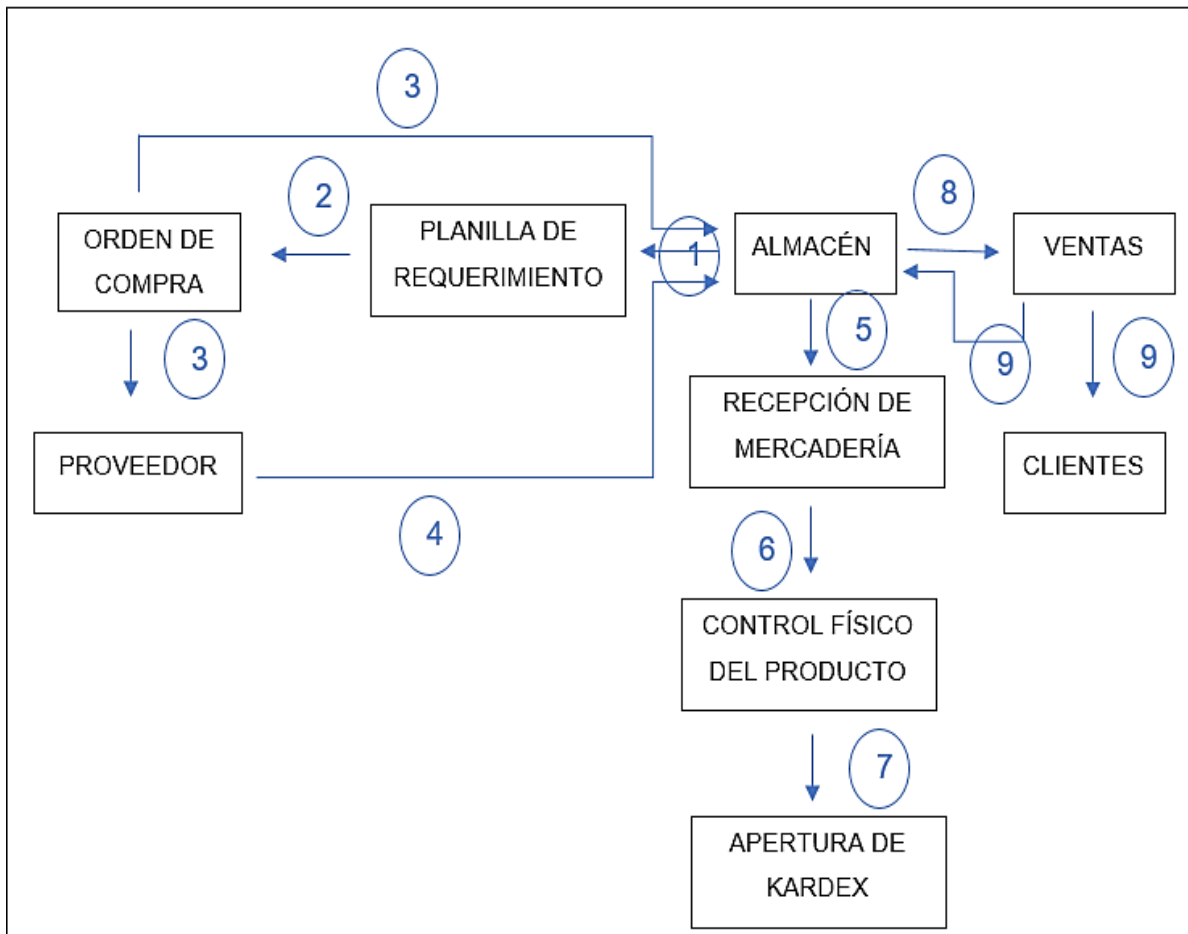 3
2
8
1
ORDEN DE
COMPRA
PLANILLA DE
REQUERIMIENTO
ALMACÉN
VENTAS
3
5
9
9
PROVEEDOR
RECEPCIÓN DE
MERCADERÍA
CLIENTES
4
6
CONTROL FÍSICO
DEL PRODUCTO
7
APERTURA DE
KARDEX